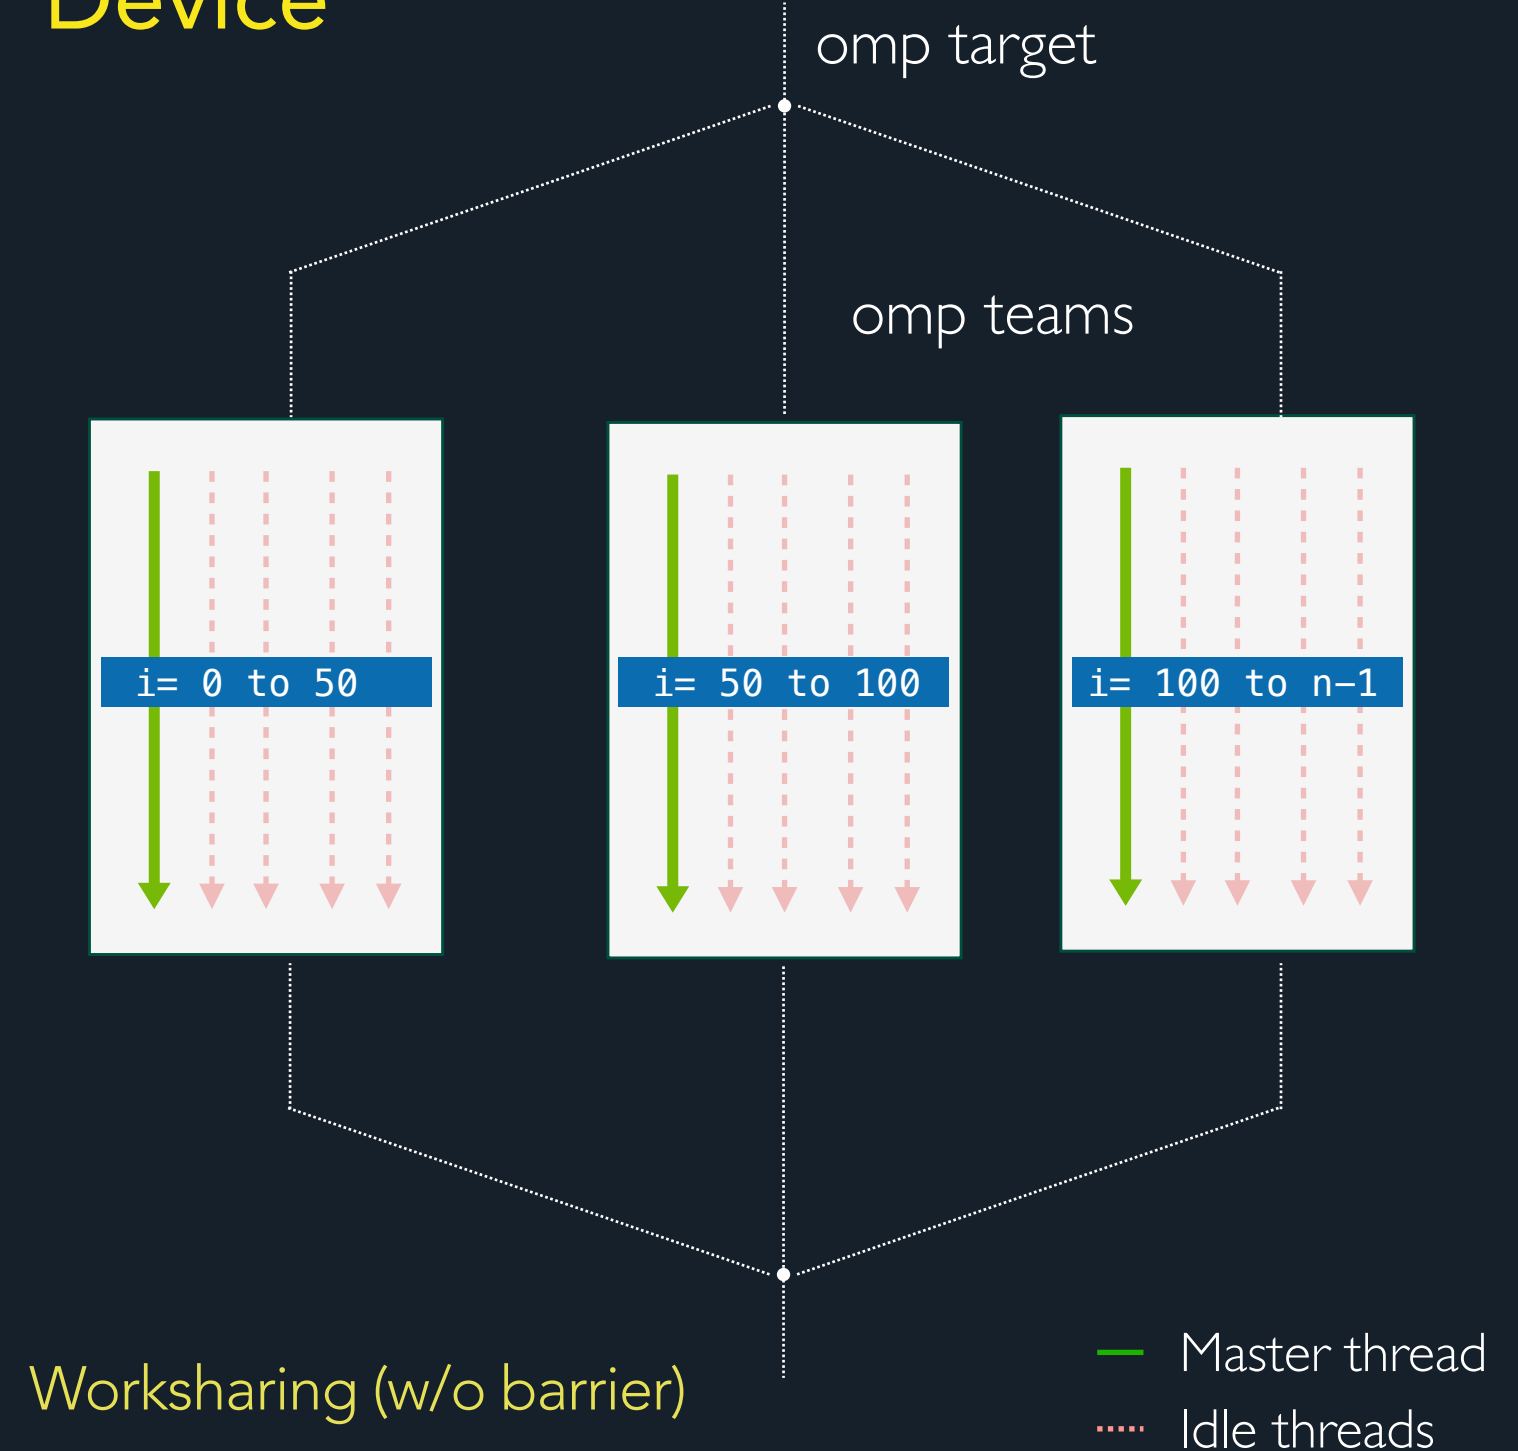 Device
omp target
omp teams
i= 0 to 50
i= 50 to 100
i= 100 to n-1
Worksharing (w/o barrier)
Master thread
Idle threads